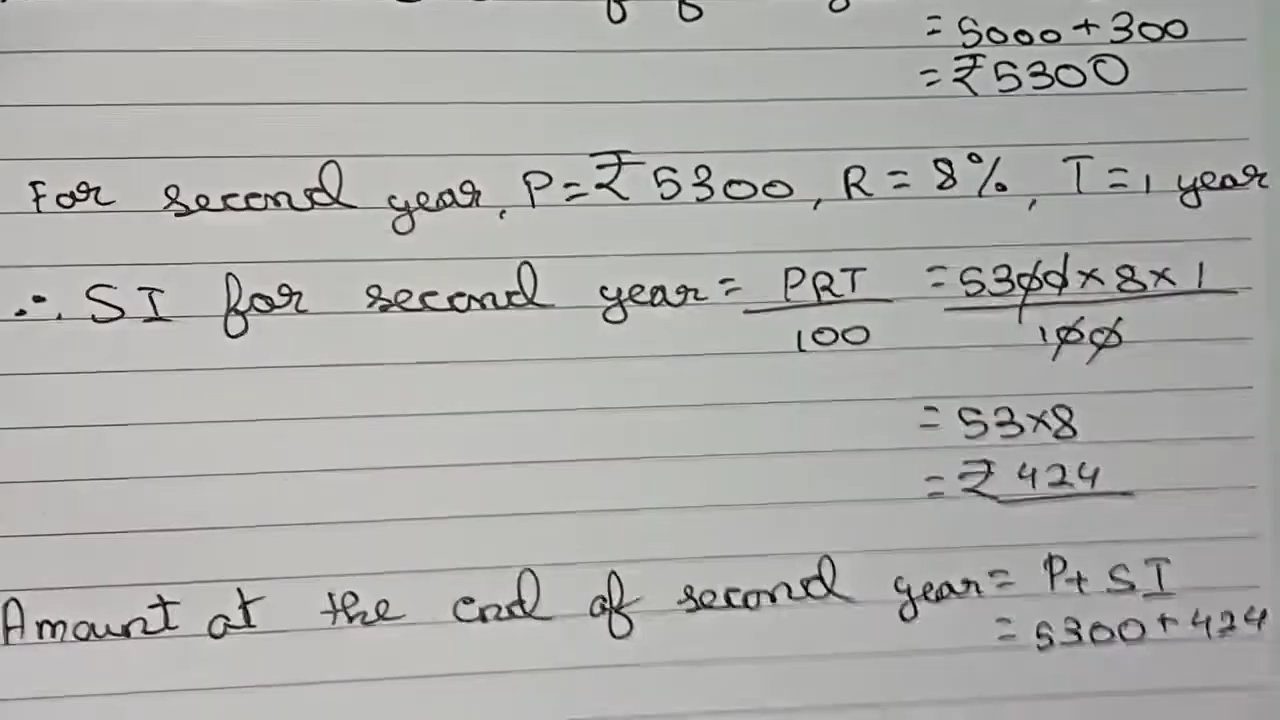 = 5000 + 300
= ₹5300
For second year, P = ₹5300, R = 8%, T = 1 year
∴ SI for second year = PRT/100 = 5300 × 8 × 1/100
= 53×8
= ₹ 424
Amount at the end of second year = P + SI
= 5300 + 424